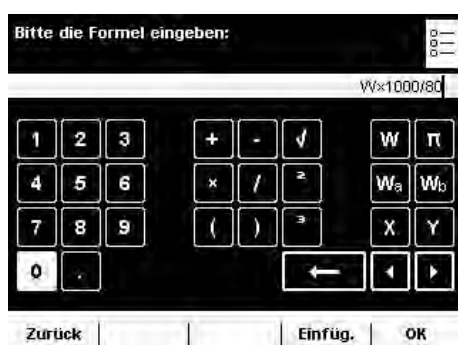 Bitte die Formel eingeben:
W×1000/80
1 2 3 + - √ W π
4 5 6 × / ² Wa Wb
7 8 9 ( ) ³ X Y
0 . ← ◄ ►
Zurück Einfüg. OK